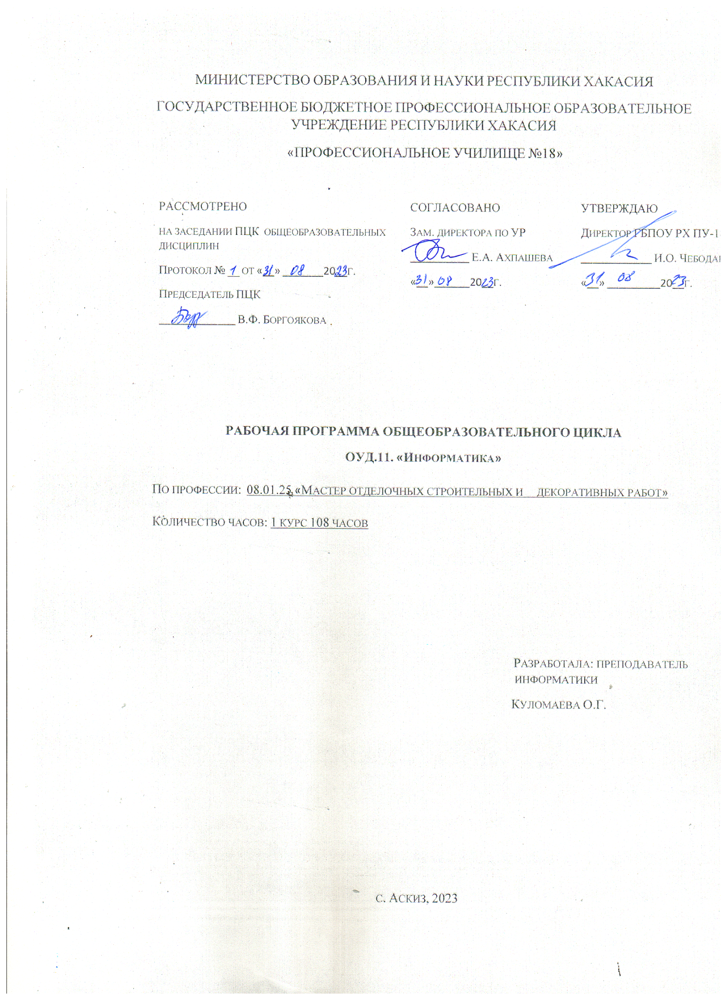 МИНИСТЕРСТВО ОБРАЗОВАНИЯ И НАУКИ РЕСПУБЛИКИ ХАКАСИЯ
ГОСУДАРСТВЕННОЕ БЮДЖЕТНОЕ ПРОФЕССИОНАЛЬНОЕ ОБРАЗОВАТЕЛЬНОЕ
УЧРЕЖДЕНИЕ РЕСПУБЛИКИ ХАКАСИЯ
«ПРОФЕССИОНАЛЬНОЕ УЧИЛИЩЕ №18»
РАССМОТРЕНО
НА ЗАСЕДАНИИ ПЦК ОБЩЕОБРАЗОВАТЕЛЬНЫХ
ДИСЦИПЛИН
ПРОТОКОЛ № 1 ОТ «31» 08 2023Г.
ПРЕДСЕДАТЕЛЬ ПЦК
В.Ф. БОРГОЯКОВА
СОГЛАСОВАНО
ЗАМ. ДИРЕКТОРА ПО УР
Е.А. АХПАШЕВА
«31» 08 2023Г.
УТВЕРЖДАЮ
ДИРЕКТОР ГБПОУ РХ ПУ-1
И.О. ЧЕБОДА
«31» 08 2023Г.
РАБОЧАЯ ПРОГРАММА ОБЩЕОБРАЗОВАТЕЛЬНОГО ЦИКЛА
ОУД.11. «ИНФОРМАТИКА»
ПО ПРОФЕССИИ: 08.01.25 «МАСТЕР ОТДЕЛОЧНЫХ СТРОИТЕЛЬНЫХ И ДЕКОРАТИВНЫХ РАБОТ»
КОЛИЧЕСТВО ЧАСОВ: 1 КУРС 108 ЧАСОВ
РАЗРАБОТАЛА: ПРЕПОДАВАТЕЛЬ
ИНФОРМАТИКИ
КУЛОМАЕВА О.Г.
С. АСКИЗ, 2023